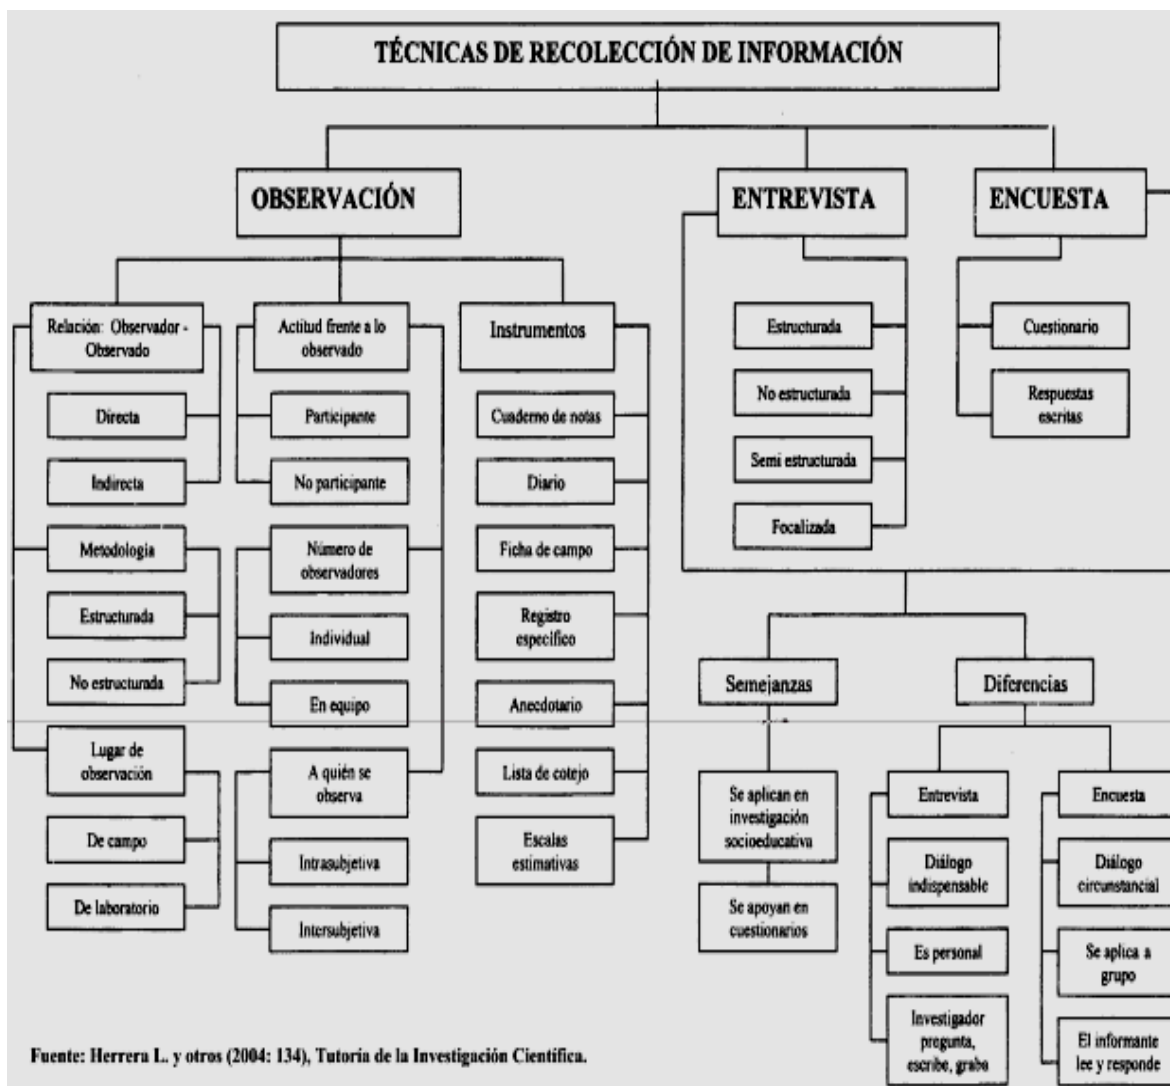 TÉCNICAS DE RECOLECCIÓN DE INFORMACIÓN
OBSERVACIÓN
ENTREVISTA
ENCUESTA
Relación: Observador -
Observado
Directa
Indirecta
Metodología
Estructurada
No estructurada
Lugar de
observación
De campo
De laboratorio
Actitud frente a lo
observado
Participante
No participante
Número de
observadores
Individual
En equipo
A quién se
observa
Intrasubjetiva
Intersubjetiva
Instrumentos
Cuaderno de notas
Diario
Ficha de campo
Registro
específico
Anecdotario
Lista de cotejo
Escalas
estimativas
Estructurada
No estructurada
Semi estructurada
Focalizada
Cuestionario
Respuestas
escritas
Semejanzas
Se aplican en
investigación
socioeducativa
Se apoyan en
cuestionarios
Diferencias
Entrevista
Diálogo
indispensable
Es personal
Investigador
pregunta,
escribe, graba
Encuesta
Diálogo
circunstancial
Se aplica a
grupo
El informante
lee y responde
Fuente: Herrera L. y otros (2004: 134), Tutoría de la Investigación Científica.